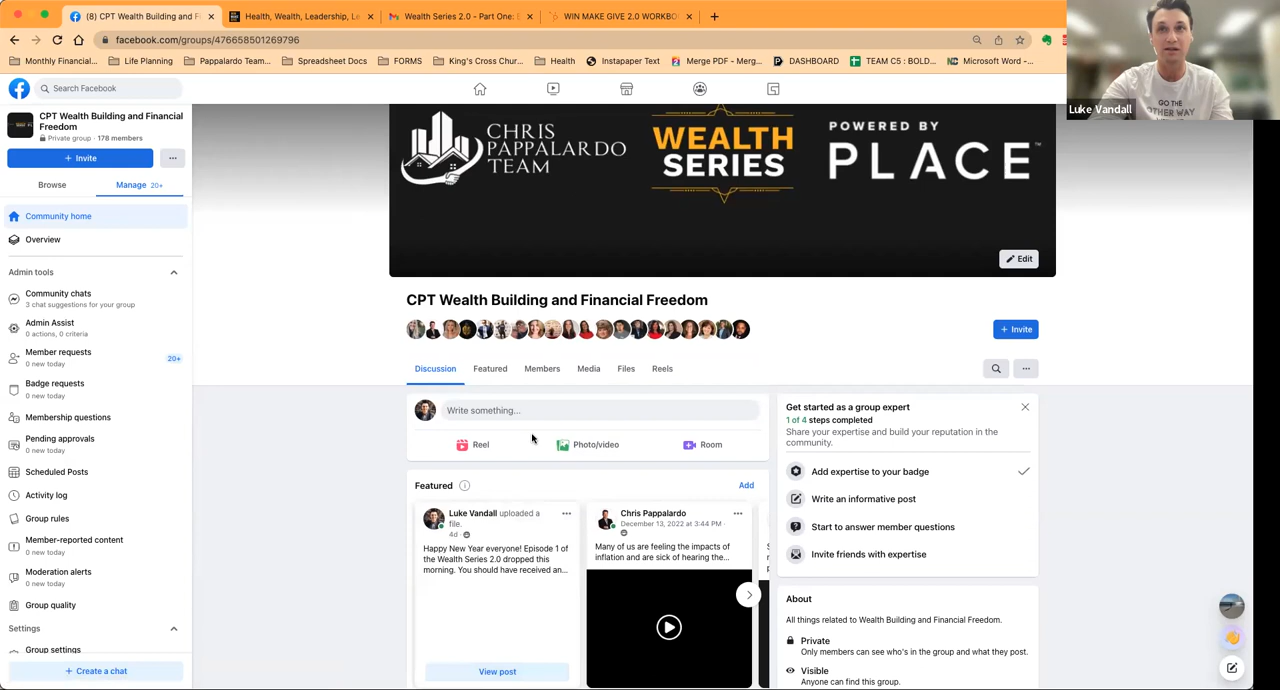 (8) CPT Wealth Building and Fi
Health, Wealth, Leadership, Le
Wealth Series 2.0 - Part One: E
WIN MAKE GIVE 2.0 WORKBO
facebook.com/groups/476658501269796
Monthly Financial...
Life Planning
Pappalardo Team...
Spreadsheet Docs
FORMS
King's Cross Chur...
Health
Instapaper Text
Merge PDF - Merg...
DASHBOARD
TEAM C5 : BOLD...
Microsoft Word -...
GO THE
OTHER WAY
Luke Vandall
Search Facebook
CPT Wealth Building and Financial
Freedom
Private group · 178 members
+ Invite
Browse
Manage 20+
Community home
Overview
Admin tools
Community chats
3 chat suggestions for your group
Admin Assist
0 actions, 0 criteria
Member requests
0 new today
20+
Badge requests
0 new today
Membership questions
Pending approvals
0 new today
Scheduled Posts
Activity log
Group rules
Member-reported content
0 new today
Moderation alerts
0 new today
Group quality
Settings
Group settings
+ Create a chat
CHRIS
PAPPALARDO
TEAM
WEALTH
SERIES
POWERED BY
PLACE™
Edit
CPT Wealth Building and Financial Freedom
+ Invite
Discussion
Featured
Members
Media
Files
Reels
Write something...
Reel
Photo/video
Room
Featured
Add
Luke Vandall uploaded a
file.
4d ·
Happy New Year everyone! Episode 1 of
the Wealth Series 2.0 dropped this
morning. You should have received an...
View post
Chris Pappalardo
December 13, 2022 at 3:44 PM ·
Many of us are feeling the impacts of
inflation and are sick of hearing the...
Get started as a group expert
1 of 4 steps completed
Share your expertise and build your reputation in the
community.
Add expertise to your badge
Write an informative post
Start to answer member questions
Invite friends with expertise
About
All things related to Wealth Building and Financial Freedom.
Private
Only members can see who's in the group and what they post.
Visible
Anyone can find this group.